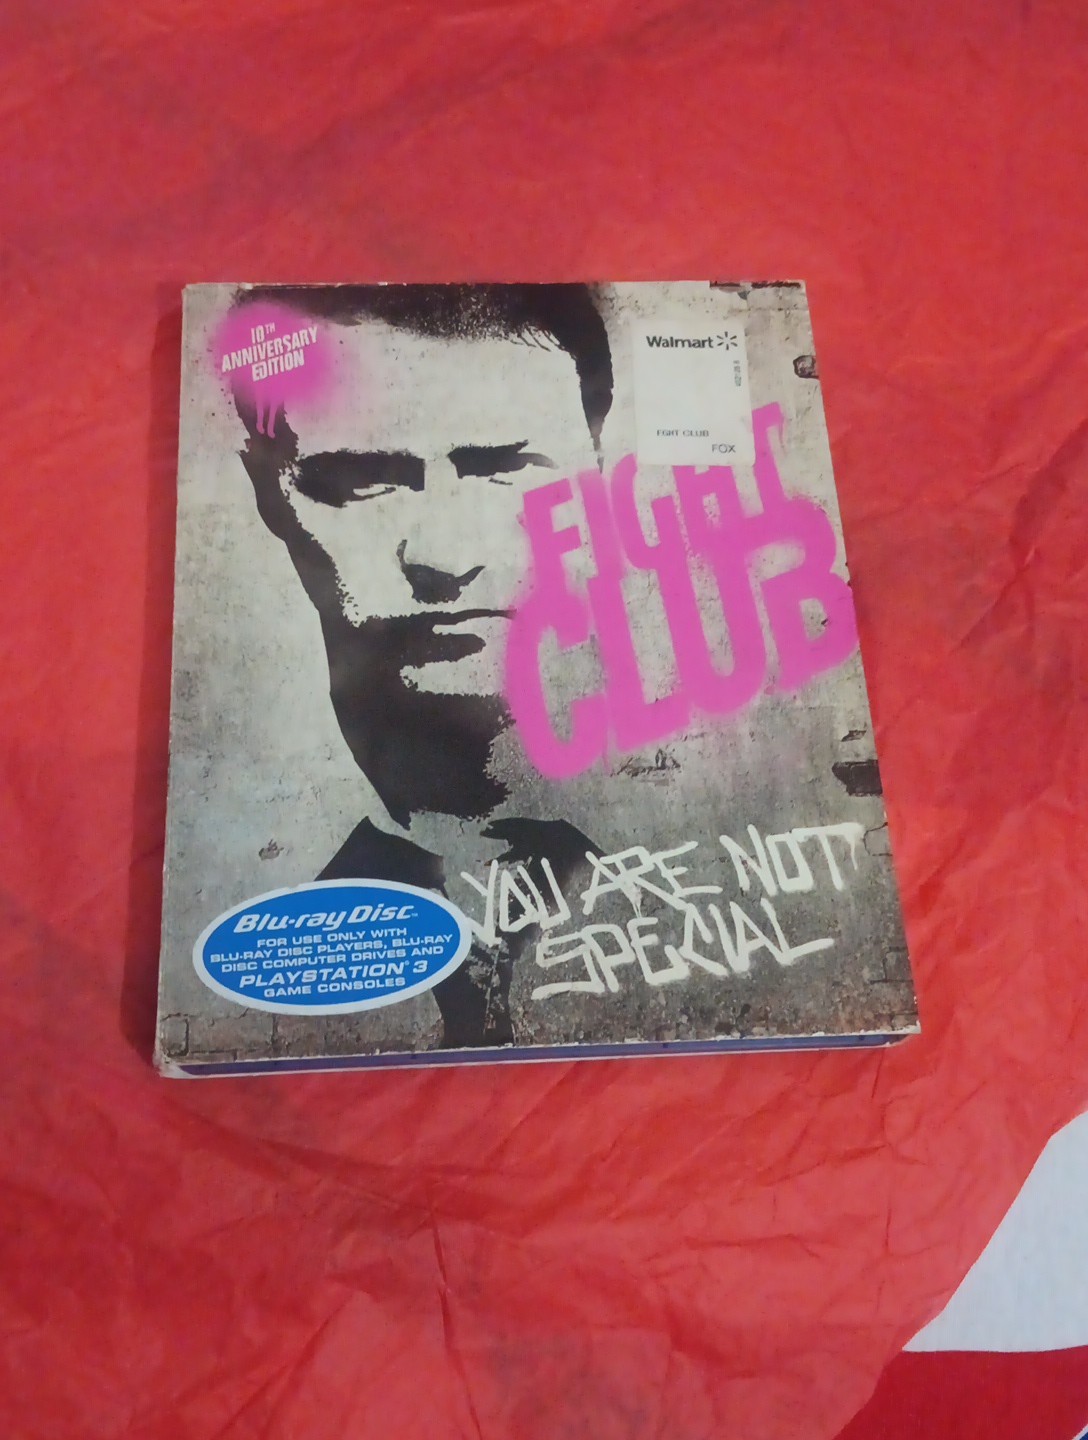 10TH
ANNIVERSARY
EDITION
Walmart
FGHT CLUB
FOX
FIGHT
CLUB
YOU ARE NOT
SPECIAL
Blu-ray Disc™
FOR USE ONLY WITH
BLU-RAY DISC PLAYERS, BLU-RAY
DISC COMPUTER DRIVES AND
PLAYSTATION® 3
GAME CONSOLES